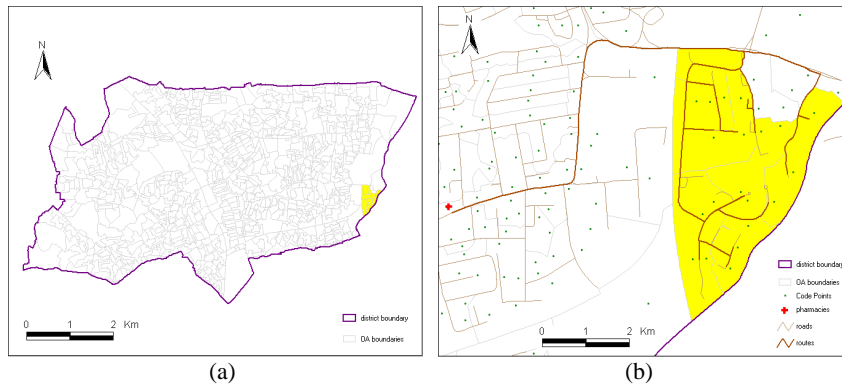 N
0 1 2 Km
district boundary
OA boundaries
(a)
N
0 1 2 Km
district boundary
OA boundaries
Code Points
pharmacies
roads
routes
(b)